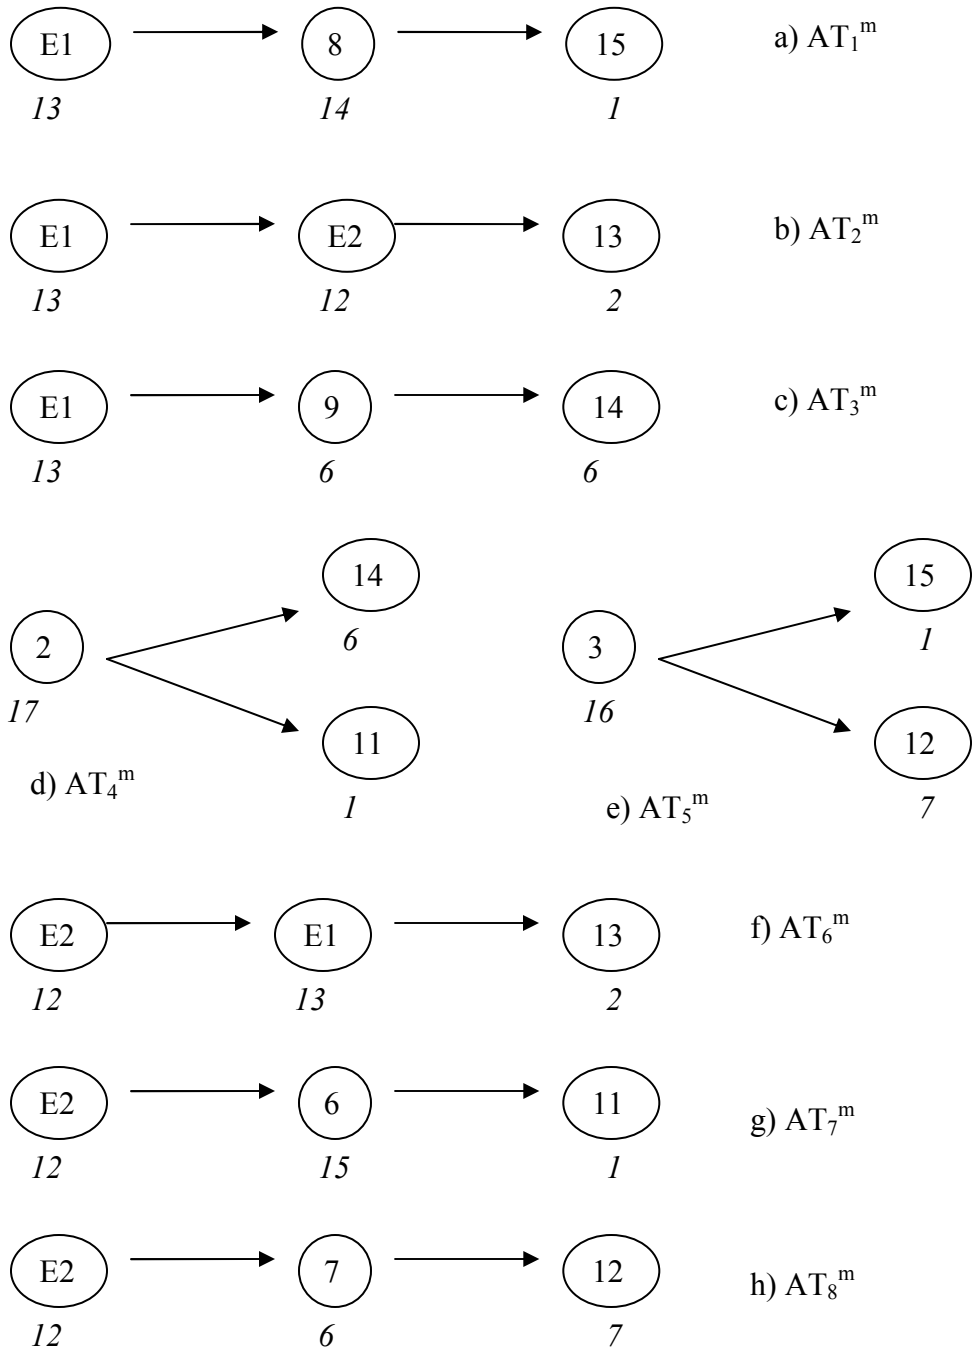 E1 8 15 a) AT₁ᵐ
13 14 1
E1 E2 13 b) AT₂ᵐ
13 12 2
E1 9 14 c) AT₃ᵐ
13 6 6
14 15
2 6 3 1
17 11 16 12
d) AT₄ᵐ 1 e) AT₅ᵐ 7
E2 E1 13 f) AT₆ᵐ
12 13 2
E2 6 11 g) AT₇ᵐ
12 15 1
E2 7 12 h) AT₈ᵐ
12 6 7